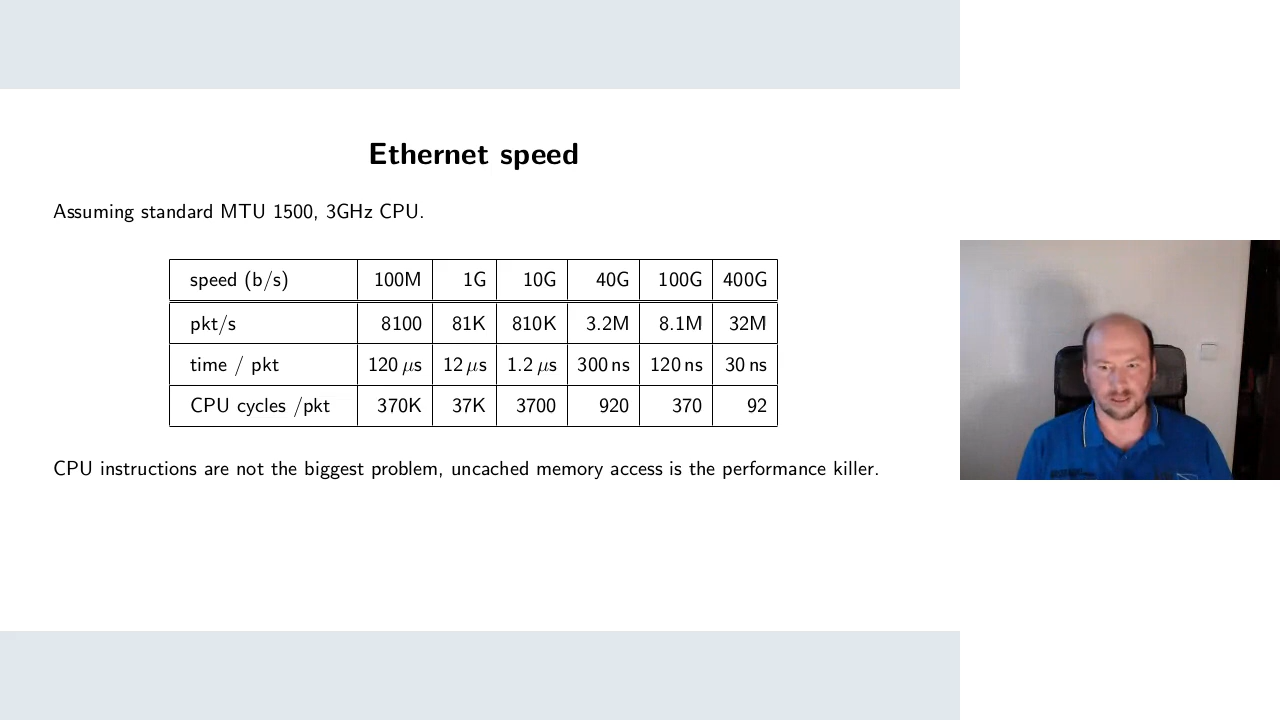 Ethernet speed
Assuming standard MTU 1500, 3GHz CPU.
speed (b/s) 100M 1G 10G 40G 100G 400G
pkt/s 8100 81K 810K 3.2M 8.1M 32M
time / pkt 120 μs 12 μs 1.2 μs 300 ns 120 ns 30 ns
CPU cycles /pkt 370K 37K 3700 920 370 92
CPU instructions are not the biggest problem, uncached memory access is the performance killer.